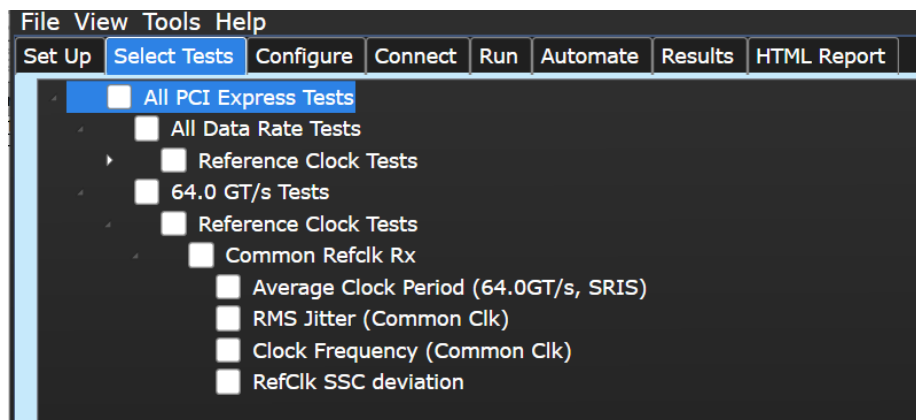 File View Tools Help
Set Up Select Tests Configure Connect Run Automate Results HTML Report
All PCI Express Tests
All Data Rate Tests
Reference Clock Tests
64.0 GT/s Tests
Reference Clock Tests
Common Refclk Rx
Average Clock Period (64.0GT/s, SRIS)
RMS Jitter (Common Clk)
Clock Frequency (Common Clk)
RefClk SSC deviation